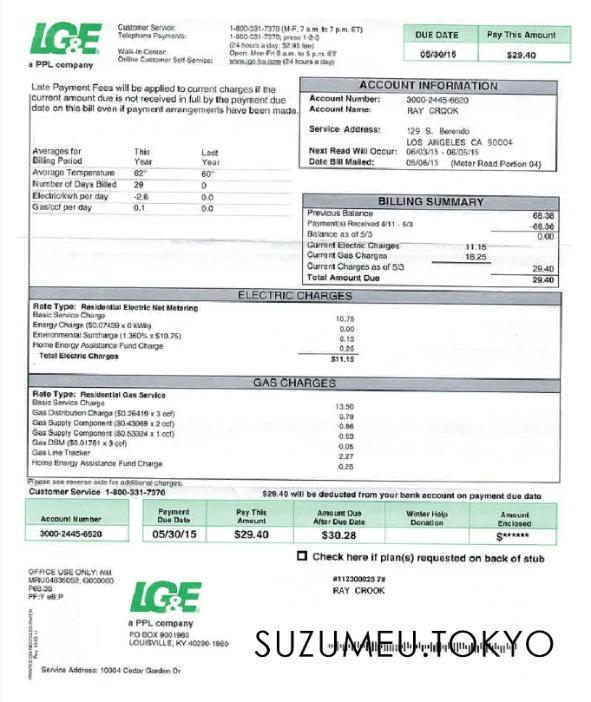 LG&E
a PPL company
Customer Service: 1-800-331-7370 (M-F, 7 a.m. to 7 p.m. ET)
Telephone Payments: 1-800-331-7370; press 1-2-3
(24 hours a day; $2.95 fee)
Walk-in Center: Open Mon-Fri 8 a.m. to 5 p.m. ET
Online Customer Self-Service: www.lge-ku.com (24 hours a day)
DUE DATE Pay This Amount
05/30/15 $29.40
Late Payment Fees will be applied to current charges if the
current amount due is not received in full by the payment due
date on this bill even if payment arrangements have been made.
ACCOUNT INFORMATION
Account Number: 3000-2445-6620
Account Name: RAY CROOK
Service Address: 129 S. Berendo
LOS ANGELES CA 90004
Next Read Will Occur: 06/03/15 - 06/05/15
Date Bill Mailed: 05/06/15 (Meter Read Portion 04)
Averages for This Last
Billing Period Year Year
Average Temperature 62° 60°
Number of Days Billed 29 0
Electric/kwh per day -2.6 0.0
Gas/ccf per day 0.1 0.0
BILLING SUMMARY
Previous Balance 68.38
Payment(s) Received 4/11 - 5/3 -68.38
Balance as of 5/3 0.00
Current Electric Charges 11.15
Current Gas Charges 18.25
Current Charges as of 5/3 29.40
Total Amount Due 29.40
ELECTRIC CHARGES
Rate Type: Residential Electric Net Metering
Basic Service Charge 10.75
Energy Charge ($0.07439 x 0 kWh) 0.00
Environmental Surcharge (1.360% x $10.75) 0.15
Home Energy Assistance Fund Charge 0.25
Total Electric Charges $11.15
GAS CHARGES
Rate Type: Residential Gas Service
Basic Service Charge 13.50
Gas Distribution Charge ($0.26419 x 3 ccf) 0.79
Gas Supply Component ($0.43069 x 2 ccf) 0.86
Gas Supply Component ($0.53324 x 1 ccf) 0.53
Gas DSM ($0.01761 x 3 ccf) 0.05
Gas Line Tracker 2.27
Home Energy Assistance Fund Charge 0.25
Please see reverse side for additional charges.
Customer Service 1-800-331-7370 $29.40 will be deducted from your bank account on payment due date
Account Number Payment Due Date Pay This Amount Amount Due After Due Date Winter Help Donation Amount Enclosed
3000-2445-6520 05/30/15 $29.40 $30.28 $******
Check here if plan(s) requested on back of stub
OFFICE USE ONLY: NM
MRU04835052, G000000
P68.38
PF:Y eB:P
#112300025 7#
RAY CROOK
LG&E
a PPL company
PO BOX 9001960
LOUISVILLE, KY 40290-1960
SUZUMEU.TOKYO
PRINTED ON RECYCLED PAPER
Service Address: 10004 Cedar Garden Dr